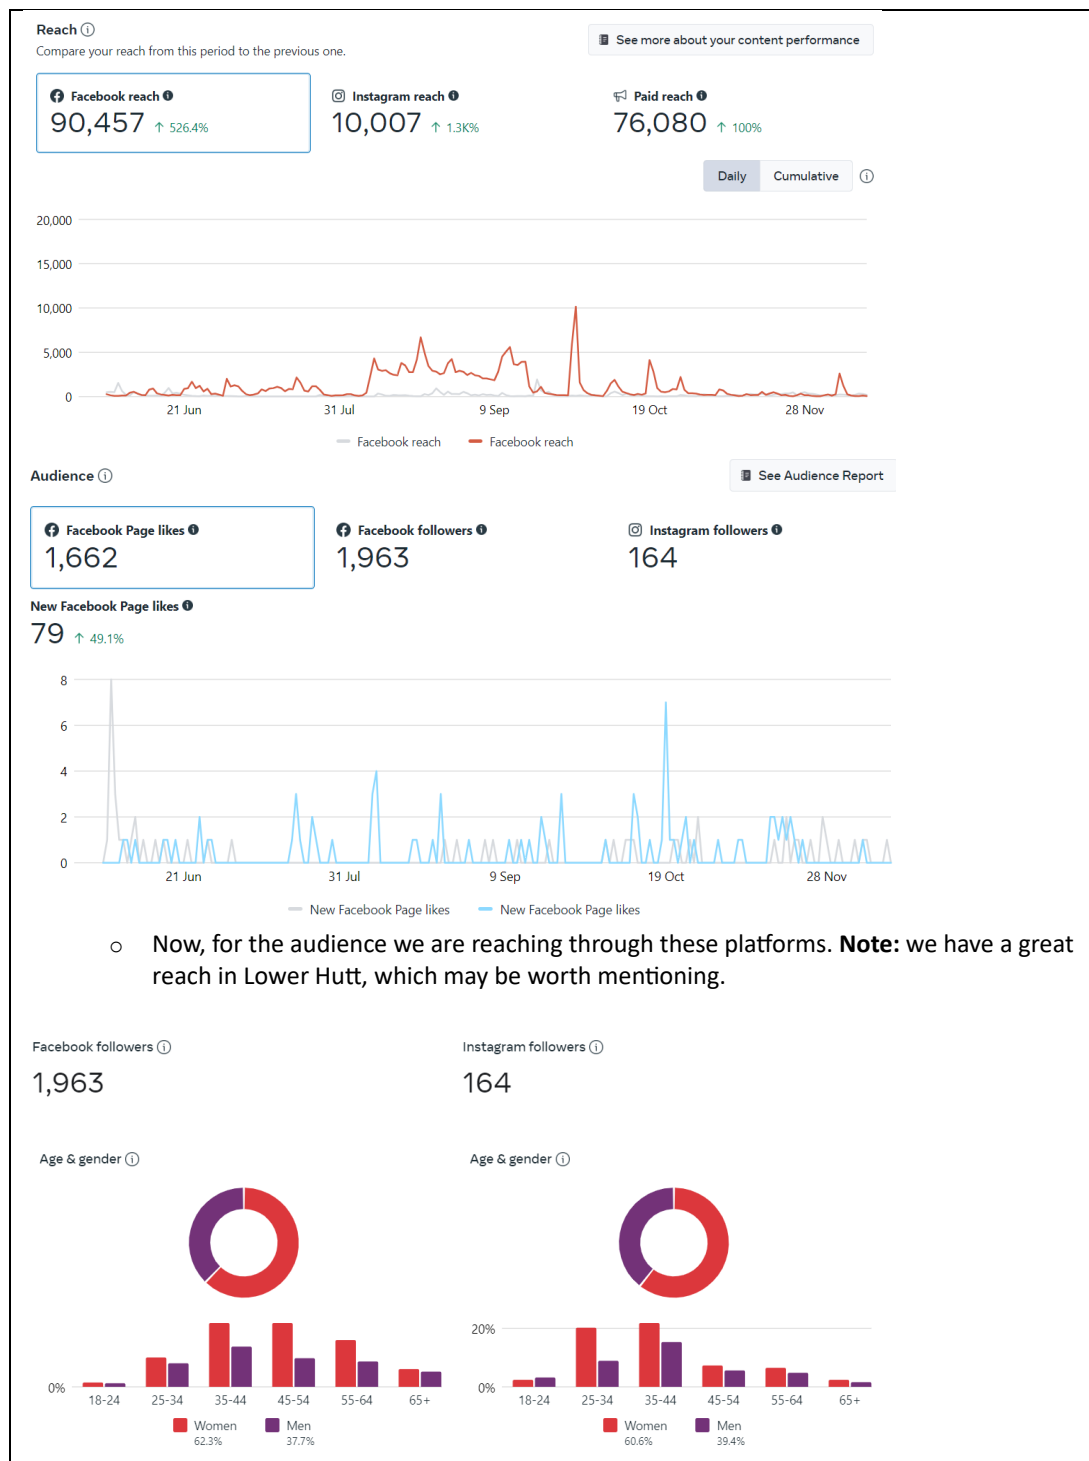 Reach
Compare your reach from this period to the previous one.
See more about your content performance
Facebook reach
90,457 ↑ 526.4%
Instagram reach
10,007 ↑ 1.3K%
Paid reach
76,080 ↑ 100%
Daily Cumulative
20,000
15,000
10,000
5,000
0
21 Jun 31 Jul 9 Sep 19 Oct 28 Nov
Facebook reach Facebook reach
Audience
See Audience Report
Facebook Page likes
1,662
Facebook followers
1,963
Instagram followers
164
New Facebook Page likes
79 ↑ 49.1%
8
6
4
2
0
21 Jun 31 Jul 9 Sep 19 Oct 28 Nov
New Facebook Page likes New Facebook Page likes
o Now, for the audience we are reaching through these platforms. Note: we have a great
reach in Lower Hutt, which may be worth mentioning.
Facebook followers
1,963
Instagram followers
164
Age & gender
0%
18-24 25-34 35-44 45-54 55-64 65+
Women Men
62.3% 37.7%
Age & gender
20%
0%
18-24 25-34 35-44 45-54 55-64 65+
Women Men
60.6% 39.4%